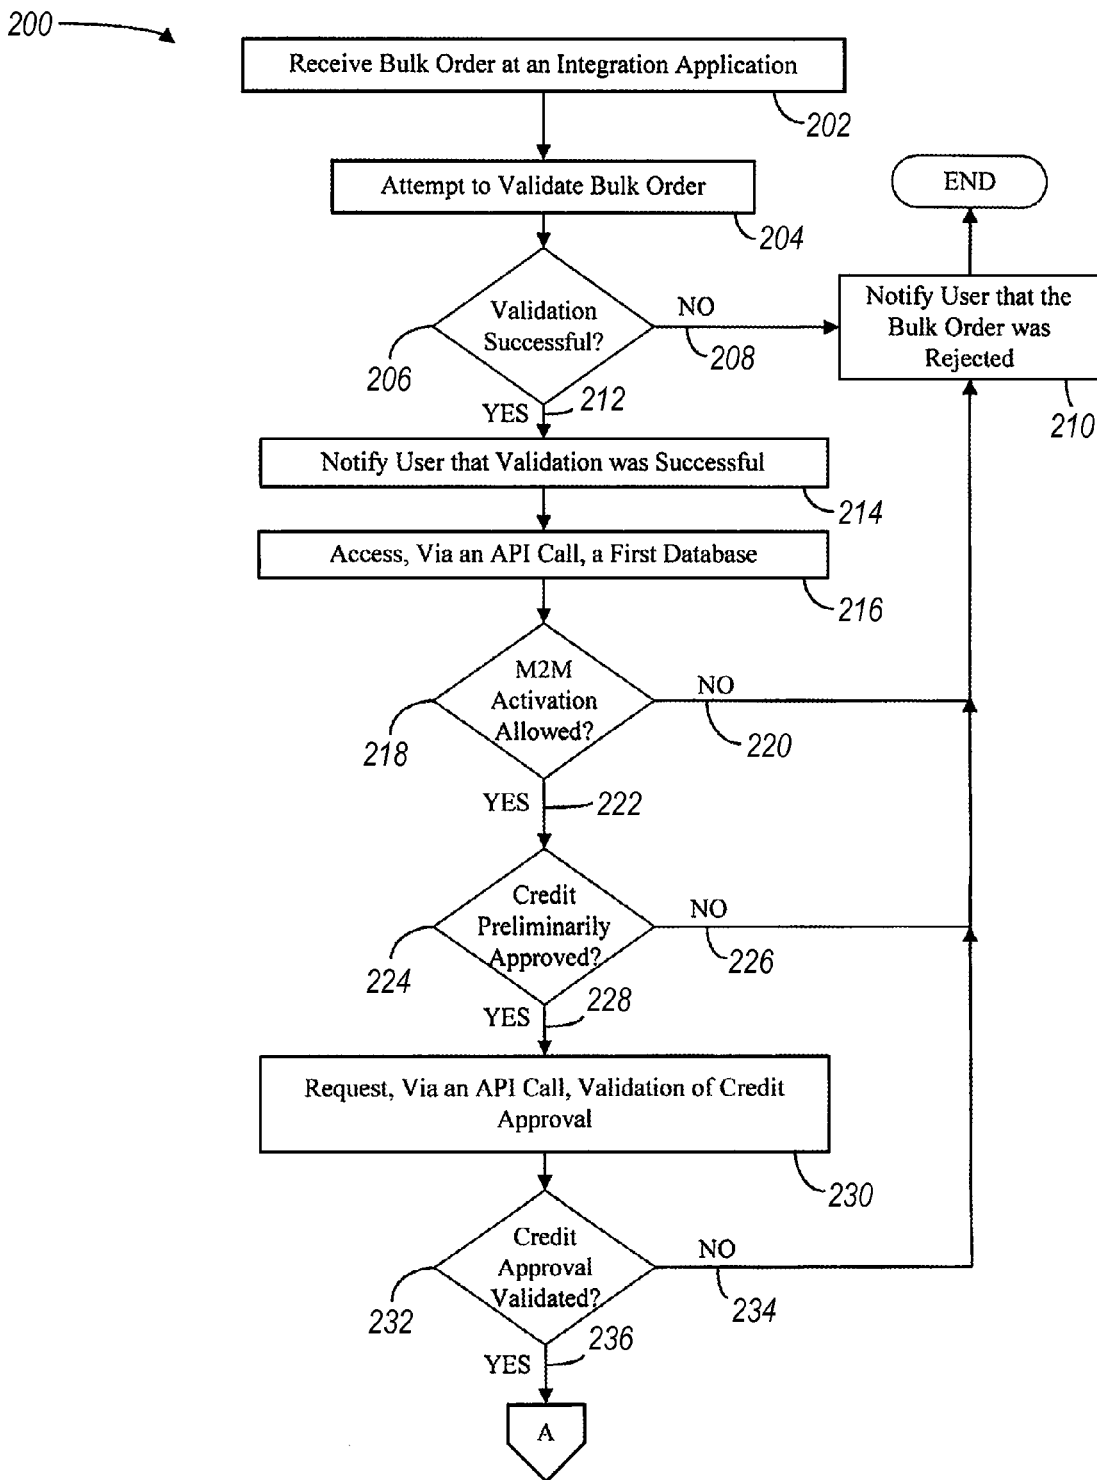 200
Receive Bulk Order at an Integration Application
202
Attempt to Validate Bulk Order
204
END
Validation
Successful?
206
NO
208
Notify User that the
Bulk Order was
Rejected
210
YES
212
Notify User that Validation was Successful
214
Access, Via an API Call, a First Database
216
M2M
Activation
Allowed?
218
NO
220
YES
222
Credit
Preliminarily
Approved?
224
NO
226
YES
228
Request, Via an API Call, Validation of Credit
Approval
230
Credit
Approval
Validated?
232
NO
234
YES
236
A